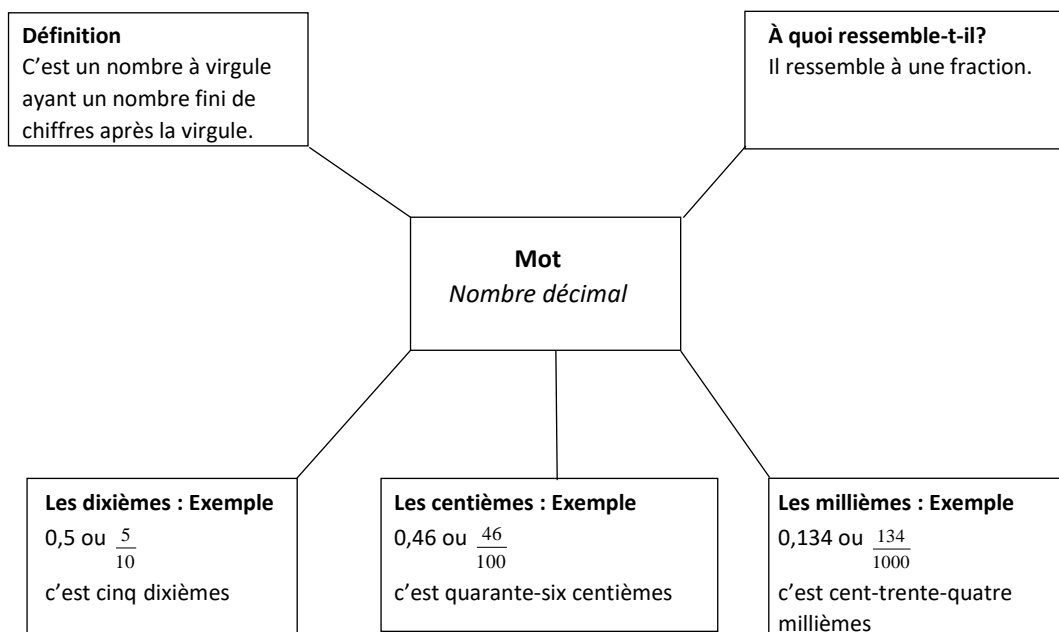 Définition
C'est un nombre à virgule
ayant un nombre fini de
chiffres après la virgule.
À quoi ressemble-t-il?
Il ressemble à une fraction.
Mot
Nombre décimal
Les dixièmes : Exemple
0,5 ou 5/10
c'est cinq dixièmes
Les centièmes : Exemple
0,46 ou 46/100
c'est quarante-six centièmes
Les millièmes : Exemple
0,134 ou 134/1000
c'est cent-trente-quatre
millièmes